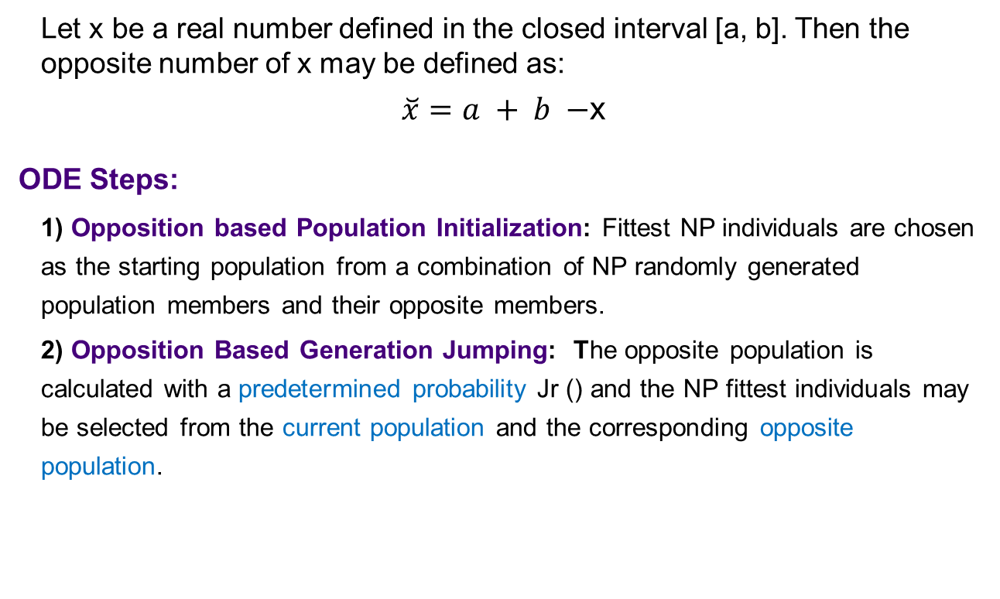 Let x be a real number defined in the closed interval [a, b]. Then the
opposite number of x may be defined as:
x̆ = a + b −x
ODE Steps:
1) Opposition based Population Initialization: Fittest NP individuals are chosen
as the starting population from a combination of NP randomly generated
population members and their opposite members.
2) Opposition Based Generation Jumping: The opposite population is
calculated with a predetermined probability Jr () and the NP fittest individuals may
be selected from the current population and the corresponding opposite
population.